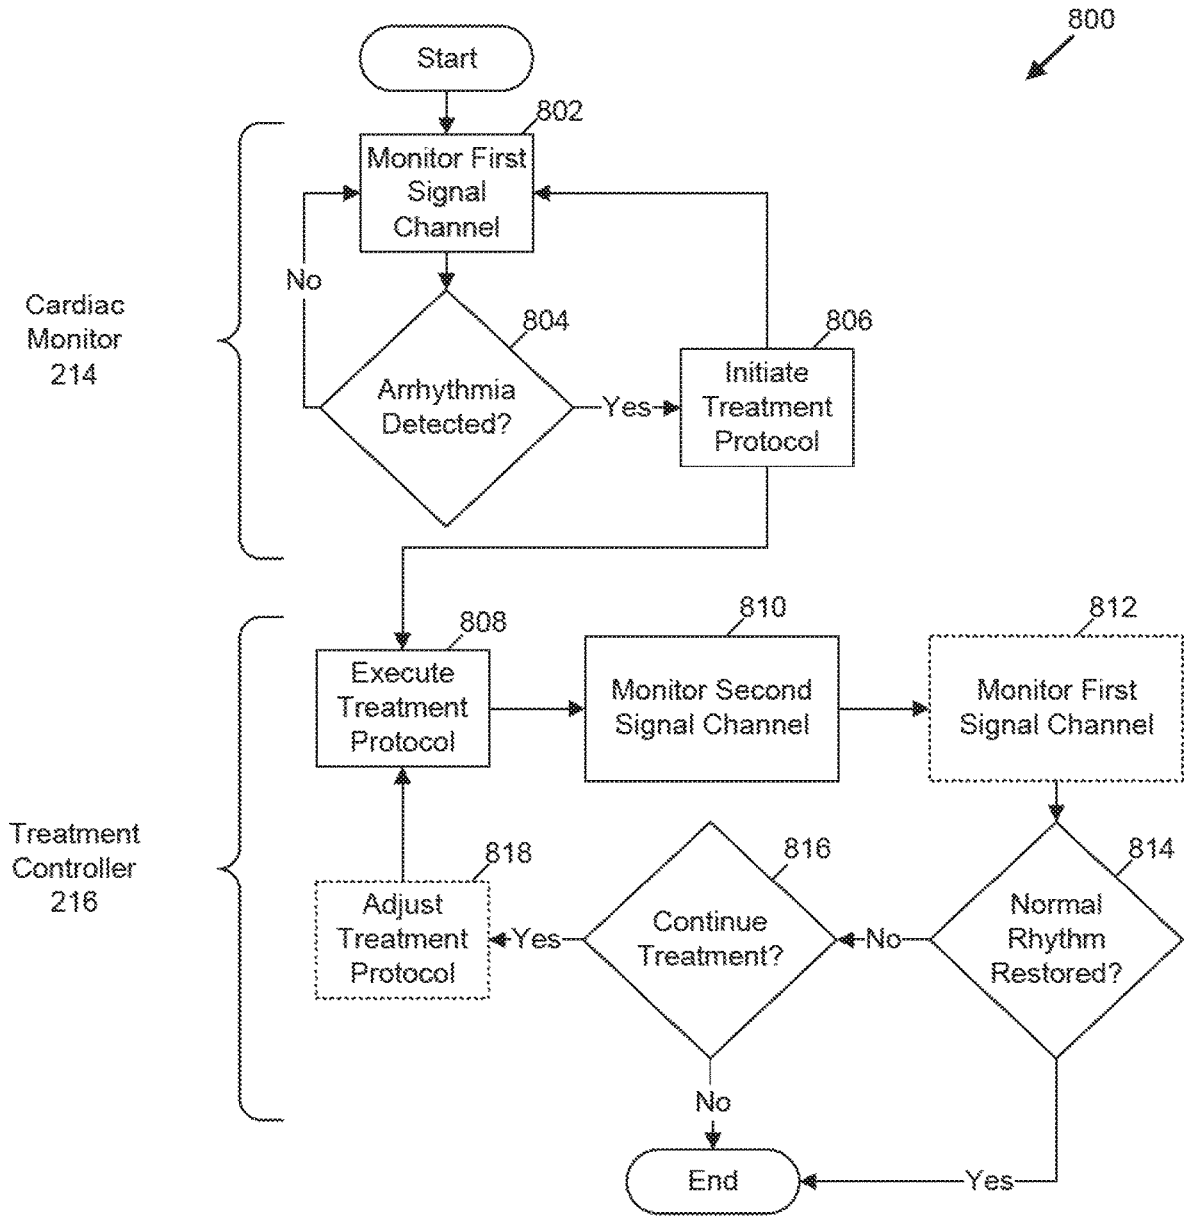 800
Start
802
Monitor First
Signal
Channel
No
Cardiac
Monitor
214
804
Arrhythmia
Detected?
Yes
806
Initiate
Treatment
Protocol
808
Execute
Treatment
Protocol
810
Monitor Second
Signal Channel
812
Monitor First
Signal Channel
Treatment
Controller
216
818
Adjust
Treatment
Protocol
Yes
816
Continue
Treatment?
No
814
Normal
Rhythm
Restored?
No
End
Yes